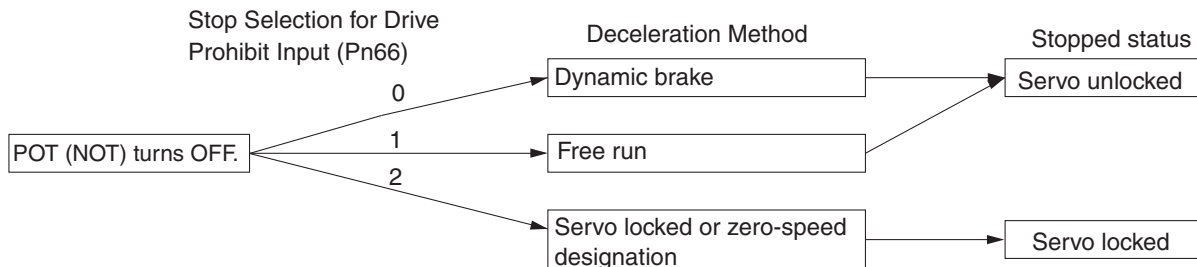 Stop Selection for Drive
Prohibit Input (Pn66)
Deceleration Method
Stopped status
0
Dynamic brake
Servo unlocked
POT (NOT) turns OFF.
1
Free run
2
Servo locked or zero-speed
designation
Servo locked